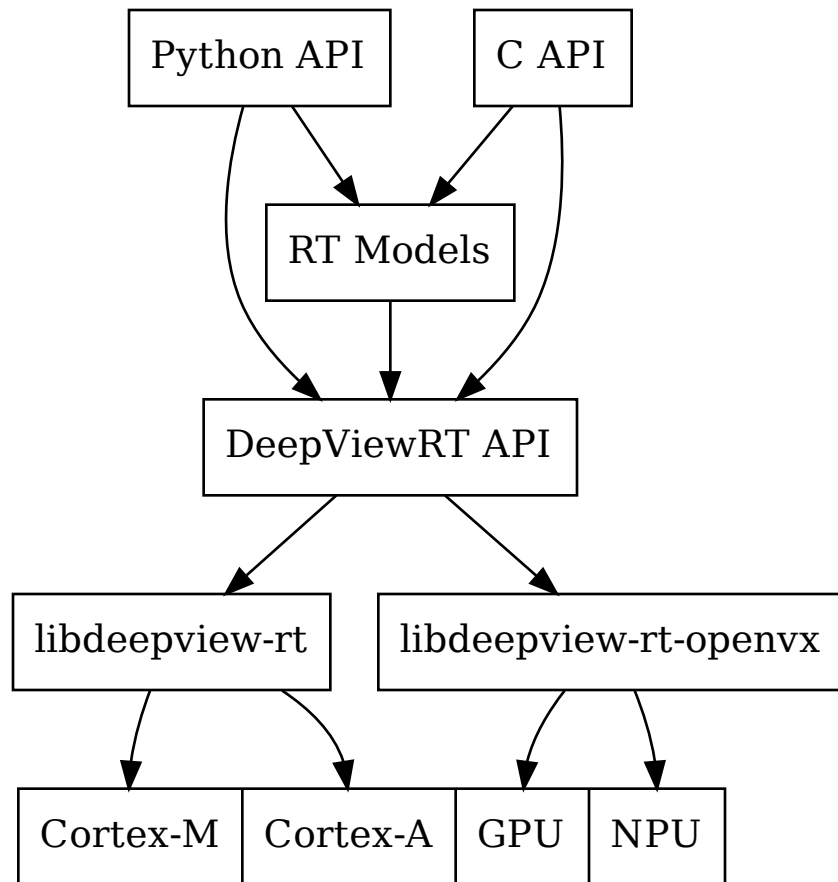 Python API
C API
RT Models
DeepViewRT API
libdeepview-rt
libdeepview-rt-openvx
Cortex-M
Cortex-A
GPU
NPU